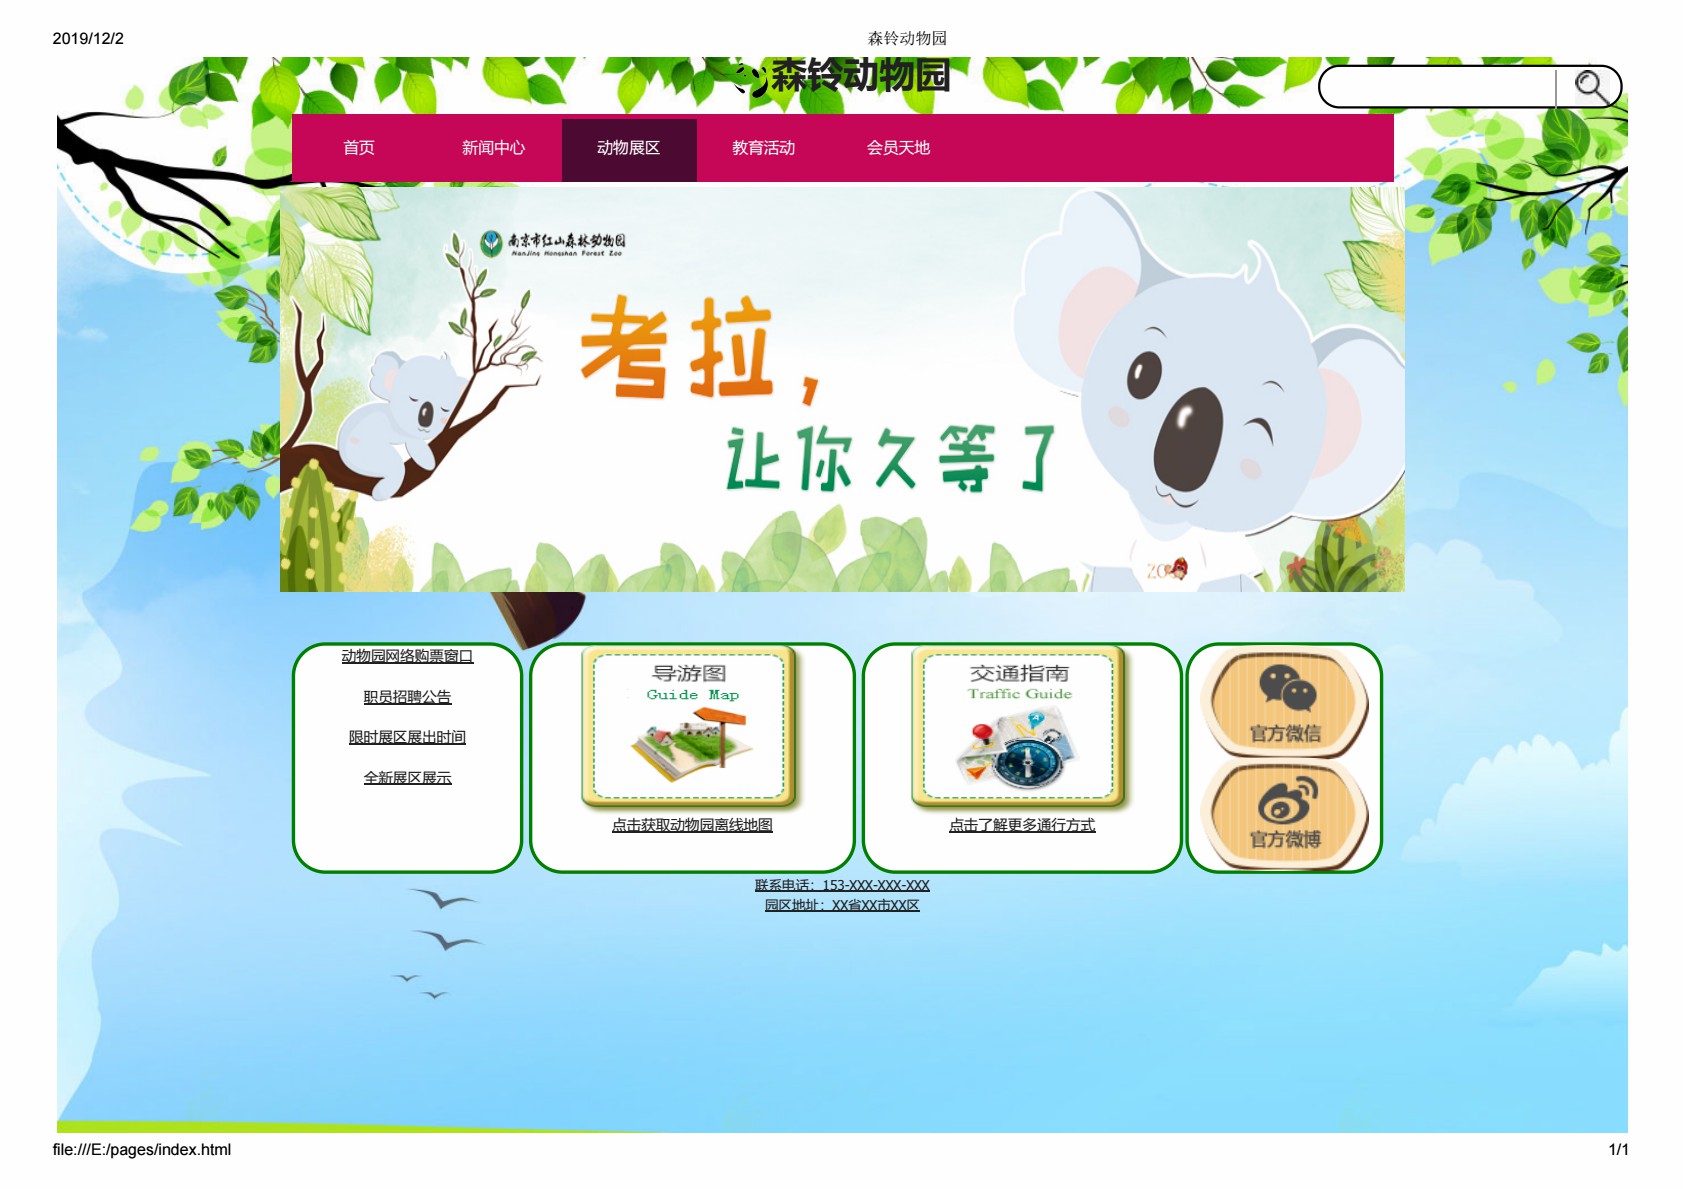 2019/12/2
森铃动物园
森铃动物园
首页
新闻中心
动物展区
教育活动
会员天地
南京市红山森林动物园
NanJing Hongshan Forest Zoo
考拉，
让你久等了
ZOO
动物园网络购票窗口
职员招聘公告
限时展区展出时间
全新展区展示
导游图
Guide Map
点击获取动物园离线地图
交通指南
Traffic Guide
点击了解更多通行方式
官方微信
官方微博
联系电话：153-XXX-XXX-XXX
园区地址：XX省XX市XX区
file:///E:/pages/index.html
1/1